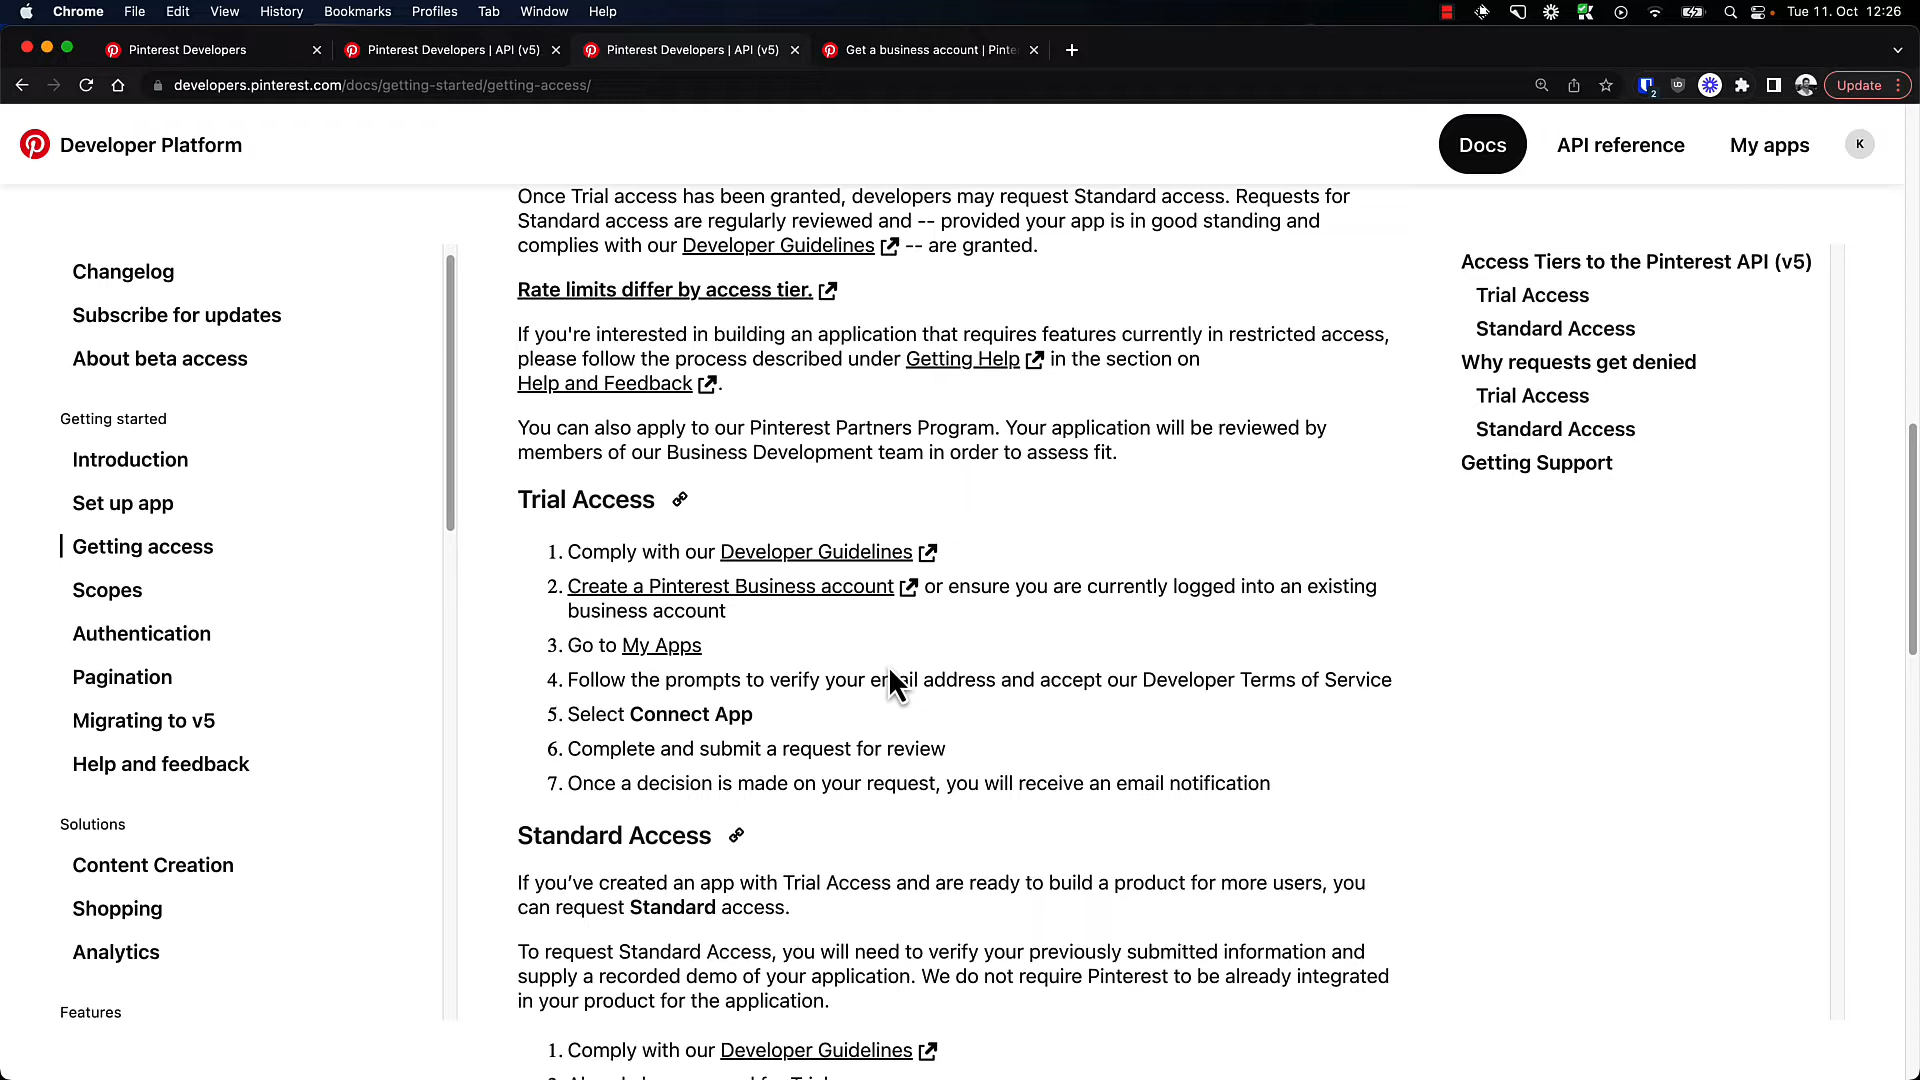 Chrome File Edit View History Bookmarks Profiles Tab Window Help Tue 11. Oct 12:26
Pinterest Developers Pinterest Developers | API (v5) Pinterest Developers | API (v5) Get a business account | Pinte
developers.pinterest.com/docs/getting-started/getting-access/ 2 Update
Developer Platform Docs API reference My apps K
Changelog
Subscribe for updates
About beta access
Getting started
Introduction
Set up app
Getting access
Scopes
Authentication
Pagination
Migrating to v5
Help and feedback
Solutions
Content Creation
Shopping
Analytics
Features
Once Trial access has been granted, developers may request Standard access. Requests for
Standard access are regularly reviewed and -- provided your app is in good standing and
complies with our Developer Guidelines -- are granted.
Rate limits differ by access tier.
If you're interested in building an application that requires features currently in restricted access,
please follow the process described under Getting Help in the section on
Help and Feedback .
You can also apply to our Pinterest Partners Program. Your application will be reviewed by
members of our Business Development team in order to assess fit.
Trial Access
1. Comply with our Developer Guidelines
2. Create a Pinterest Business account or ensure you are currently logged into an existing
business account
3. Go to My Apps
4. Follow the prompts to verify your email address and accept our Developer Terms of Service
5. Select Connect App
6. Complete and submit a request for review
7. Once a decision is made on your request, you will receive an email notification
Standard Access
If you’ve created an app with Trial Access and are ready to build a product for more users, you
can request Standard access.
To request Standard Access, you will need to verify your previously submitted information and
supply a recorded demo of your application. We do not require Pinterest to be already integrated
in your product for the application.
1. Comply with our Developer Guidelines
Access Tiers to the Pinterest API (v5)
Trial Access
Standard Access
Why requests get denied
Trial Access
Standard Access
Getting Support